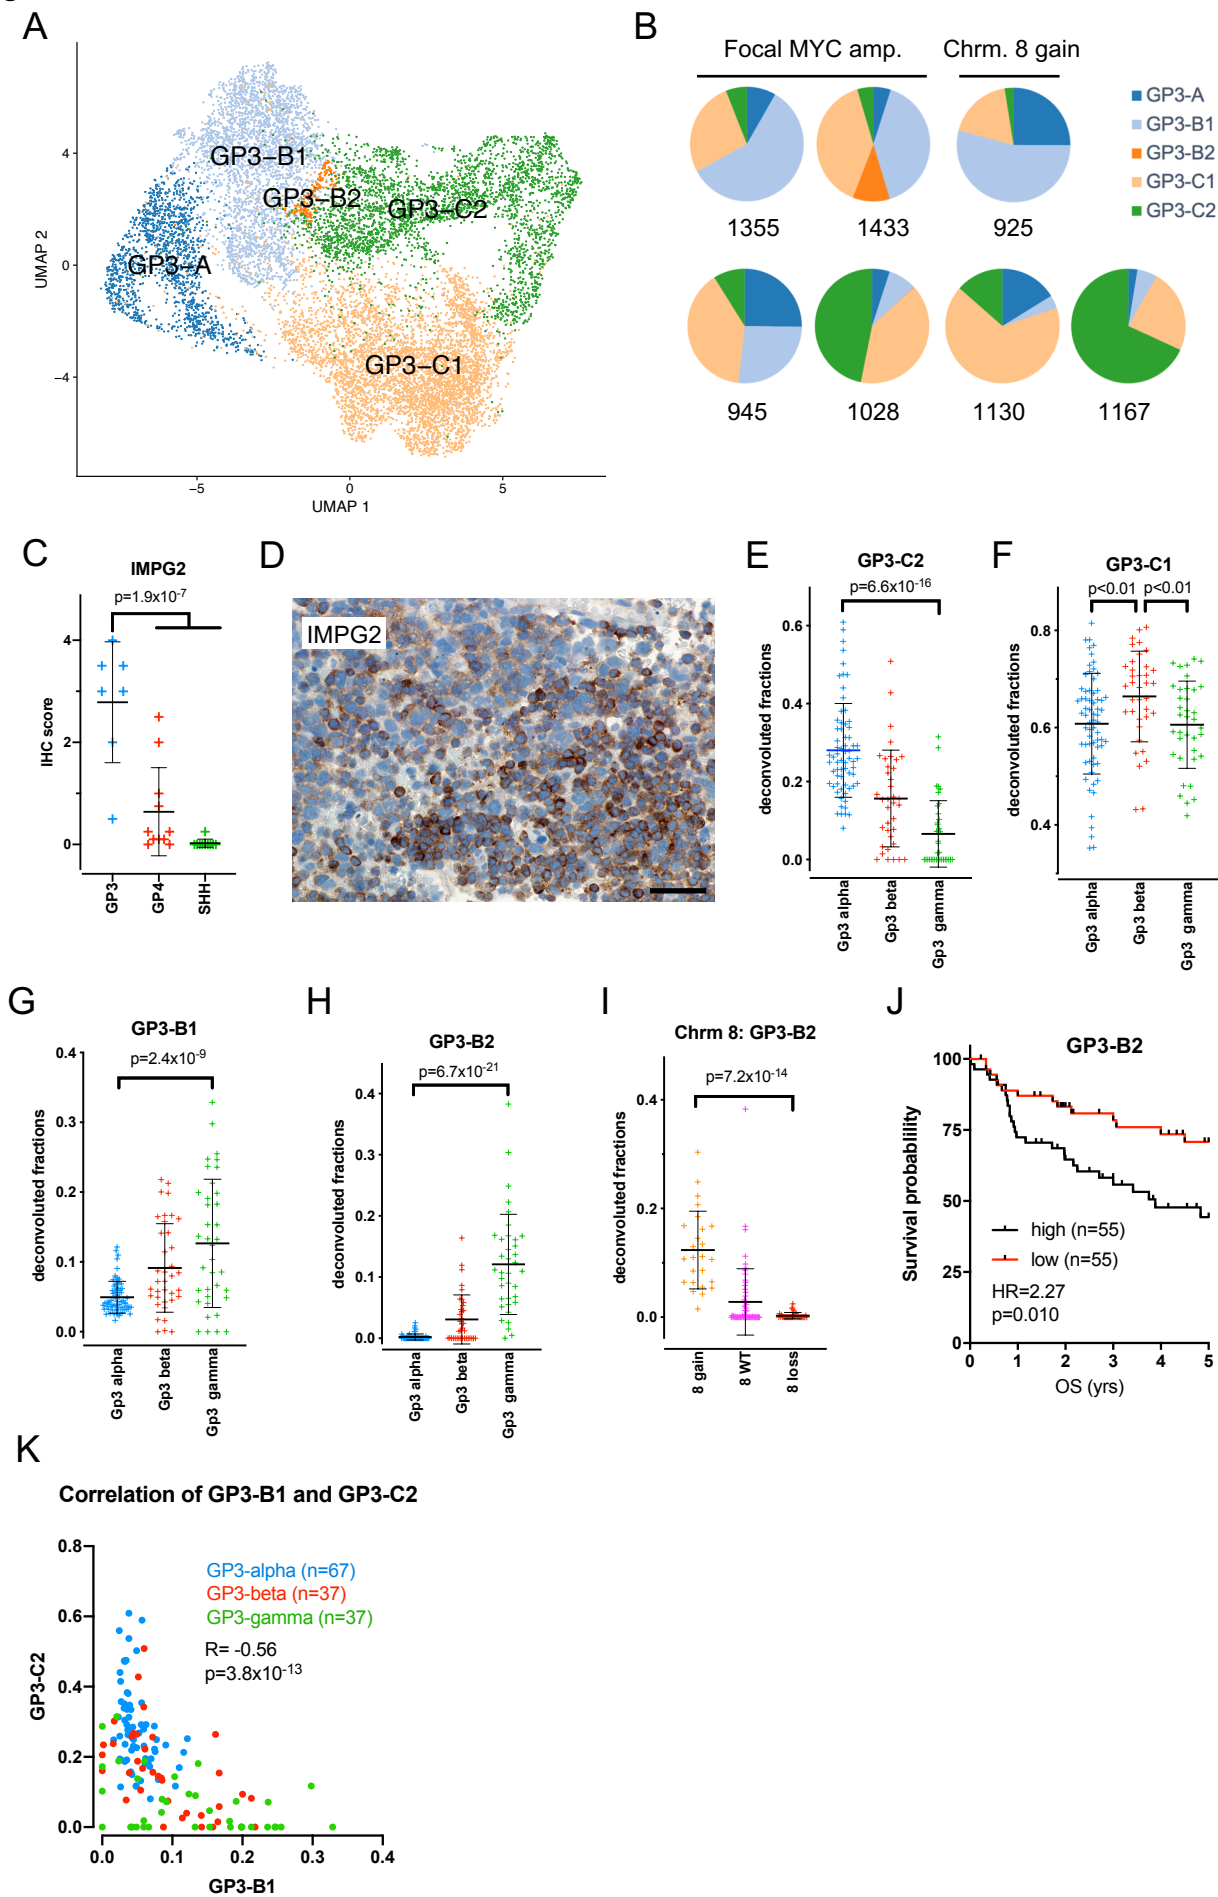 A
GP3-B1
GP3-B2
GP3-C2
GP3-A
GP3-C1
4
0
−4
UMAP 2
−5
0
5
UMAP 1
B
Focal MYC amp.
Chrm. 8 gain
GP3-A
GP3-B1
GP3-B2
GP3-C1
GP3-C2
1355
1433
925
945
1028
1130
1167
C
IMPG2
p=1.9x10-7
IHC score
4
2
0
GP3
GP4
SHH
D
IMPG2
E
GP3-C2
p=6.6x10-16
deconvoluted fractions
0.6
0.4
0.2
0.0
Gp3 alpha
Gp3 beta
Gp3 gamma
F
GP3-C1
p<0.01
p<0.01
deconvoluted fractions
0.8
0.6
0.4
Gp3 alpha
Gp3 beta
Gp3 gamma
G
GP3-B1
p=2.4x10-9
deconvoluted fractions
0.4
0.3
0.2
0.1
0.0
Gp3 alpha
Gp3 beta
Gp3 gamma
H
GP3-B2
p=6.7x10-21
deconvoluted fractions
0.4
0.3
0.2
0.1
0.0
Gp3 alpha
Gp3 beta
Gp3 gamma
I
Chrm 8: GP3-B2
p=7.2x10-14
deconvoluted fractions
0.4
0.2
0.0
8 gain
8 WT
8 loss
J
GP3-B2
Survival probablility
100
75
50
25
0
high (n=55)
low (n=55)
HR=2.27
p=0.010
0
1
2
3
4
5
OS (yrs)
K
Correlation of GP3-B1 and GP3-C2
GP3-alpha (n=67)
GP3-beta (n=37)
GP3-gamma (n=37)
R= -0.56
p=3.8x10-13
GP3-C2
0.8
0.6
0.4
0.2
0.0
0.0
0.1
0.2
0.3
0.4
GP3-B1